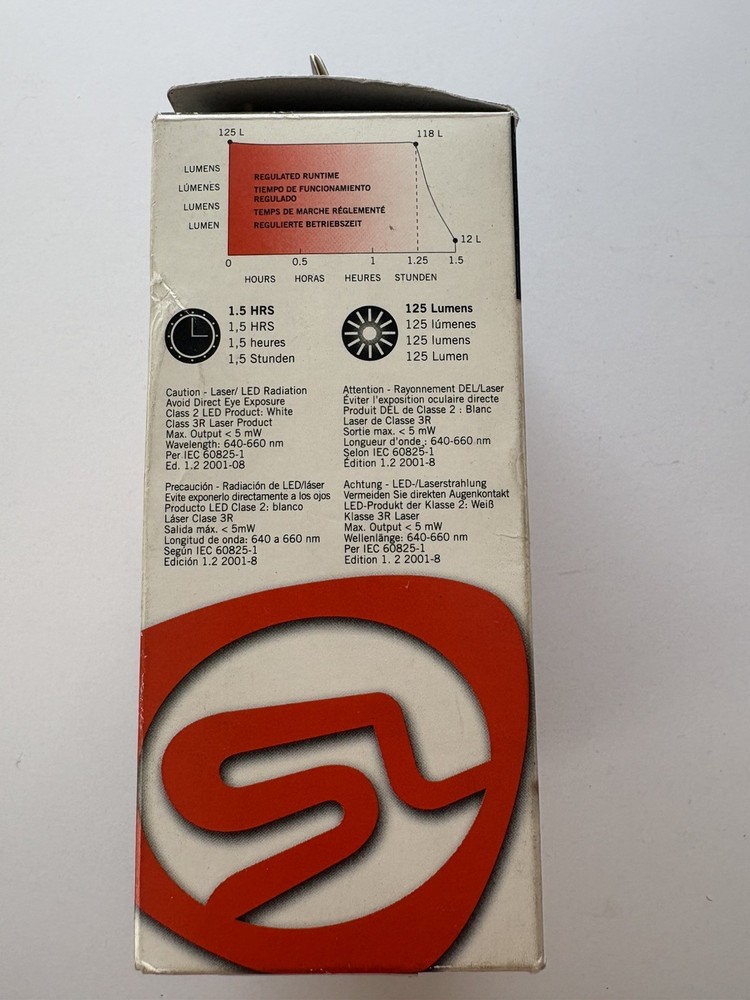 125 L
118 L
LUMENS
LÚMENES
LUMENS
LUMEN
REGULATED RUNTIME
TIEMPO DE FUNCIONAMIENTO
REGULADO
TEMPS DE MARCHE RÉGLEMENTÉ
REGULIERTE BETRIEBSZEIT
12 L
0 0.5 1 1.25 1.5
HOURS HORAS HEURES STUNDEN
1.5 HRS
1,5 HRS
1,5 heures
1,5 Stunden
125 Lumens
125 lúmenes
125 lumens
125 Lumen
Caution - Laser/ LED Radiation
Avoid Direct Eye Exposure
Class 2 LED Product: White
Class 3R Laser Product
Max. Output < 5 mW
Wavelength: 640-660 nm
Per IEC 60825-1
Ed. 1.2 2001-08
Attention - Rayonnement DEL/Laser
Éviter l'exposition oculaire directe
Produit DEL de Classe 2 : Blanc
Laser de Classe 3R
Sortie max. < 5 mW
Longueur d'onde : 640-660 nm
Selon IEC 60825-1
Édition 1.2 2001-8
Precaución - Radiación de LED/láser
Evite exponerlo directamente a los ojos
Producto LED Clase 2: blanco
Láser Clase 3R
Salida máx. < 5mW
Longitud de onda: 640 a 660 nm
Según IEC 60825-1
Edición 1.2 2001-8
Achtung - LED-/Laserstrahlung
Vermeiden Sie direkten Augenkontakt
LED-Produkt der Klasse 2: Weiß
Klasse 3R Laser
Max. Output < 5 mW
Wellenlänge: 640-660 nm
Per IEC 60825-1
Edition 1. 2 2001-8
SL